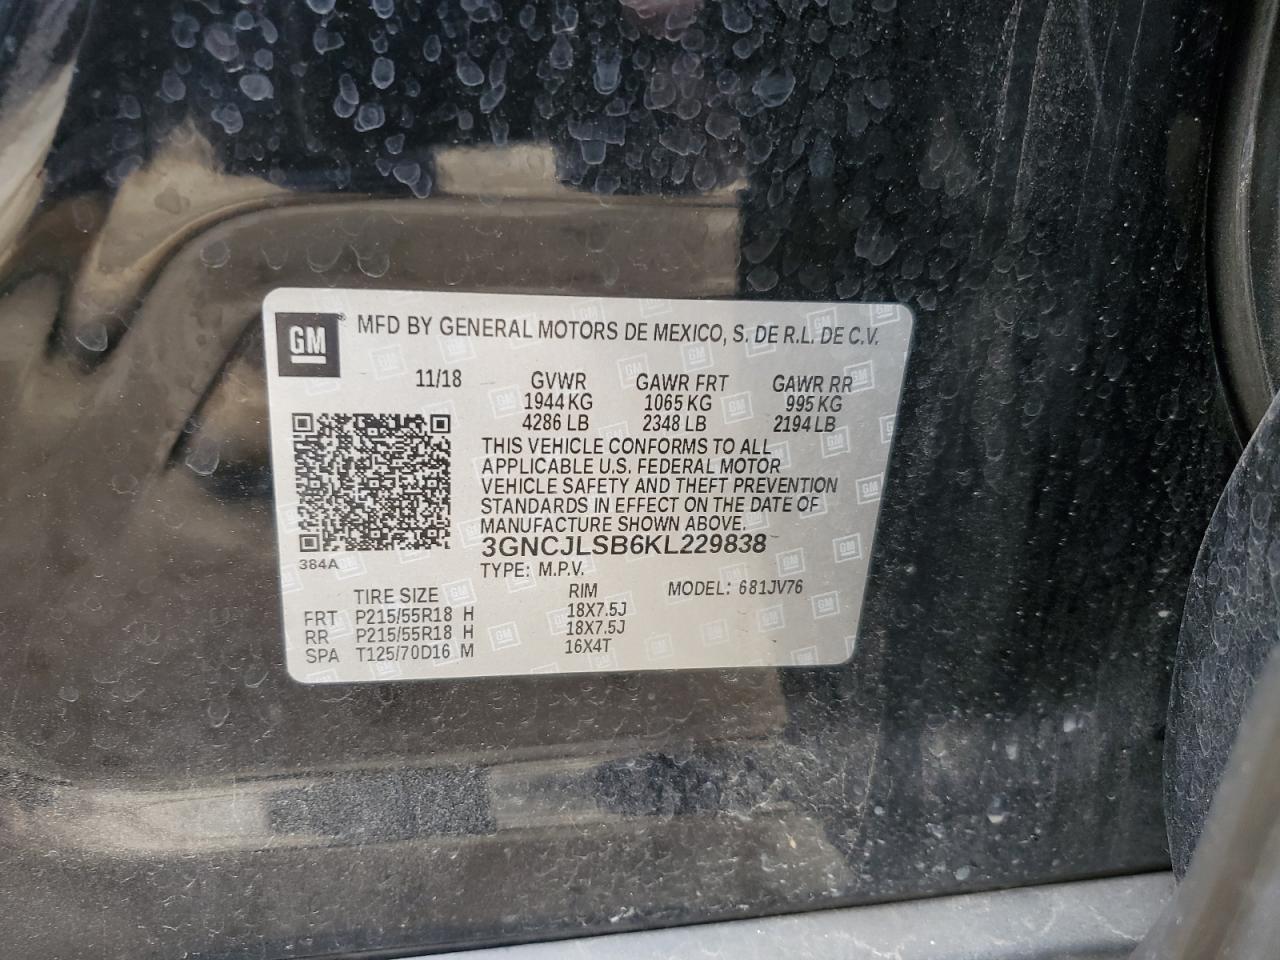 GM
MFD BY GENERAL MOTORS DE MEXICO, S. DE R.L. DE C.V.
11/18 GVWR GAWR FRT GAWR RR
1944 KG 1065 KG 995 KG
4286 LB 2348 LB 2194 LB
THIS VEHICLE CONFORMS TO ALL
APPLICABLE U.S. FEDERAL MOTOR
VEHICLE SAFETY AND THEFT PREVENTION
STANDARDS IN EFFECT ON THE DATE OF
MANUFACTURE SHOWN ABOVE.
3GNCJLSB6KL229838
384A
TYPE: M.P.V.
TIRE SIZE RIM MODEL: 681JV76
FRT P215/55R18 H 18X7.5J
RR P215/55R18 H 18X7.5J
SPA T125/70D16 M 16X4T